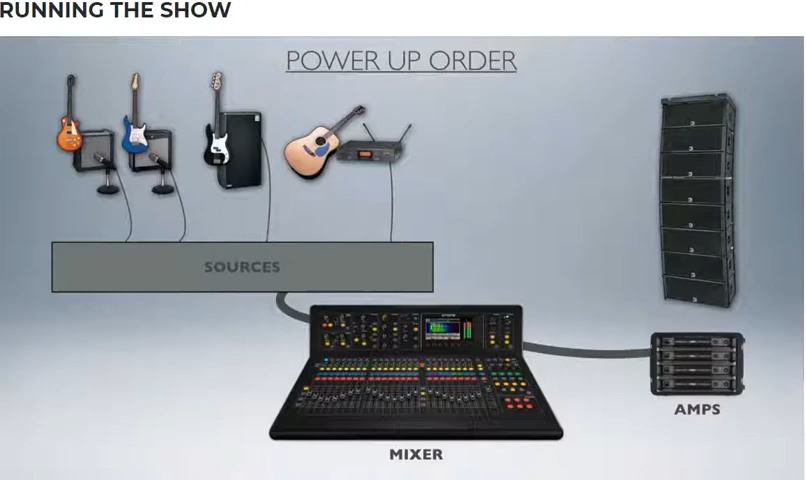 RUNNING THE SHOW
POWER UP ORDER
SOURCES
MIXER
AMPS